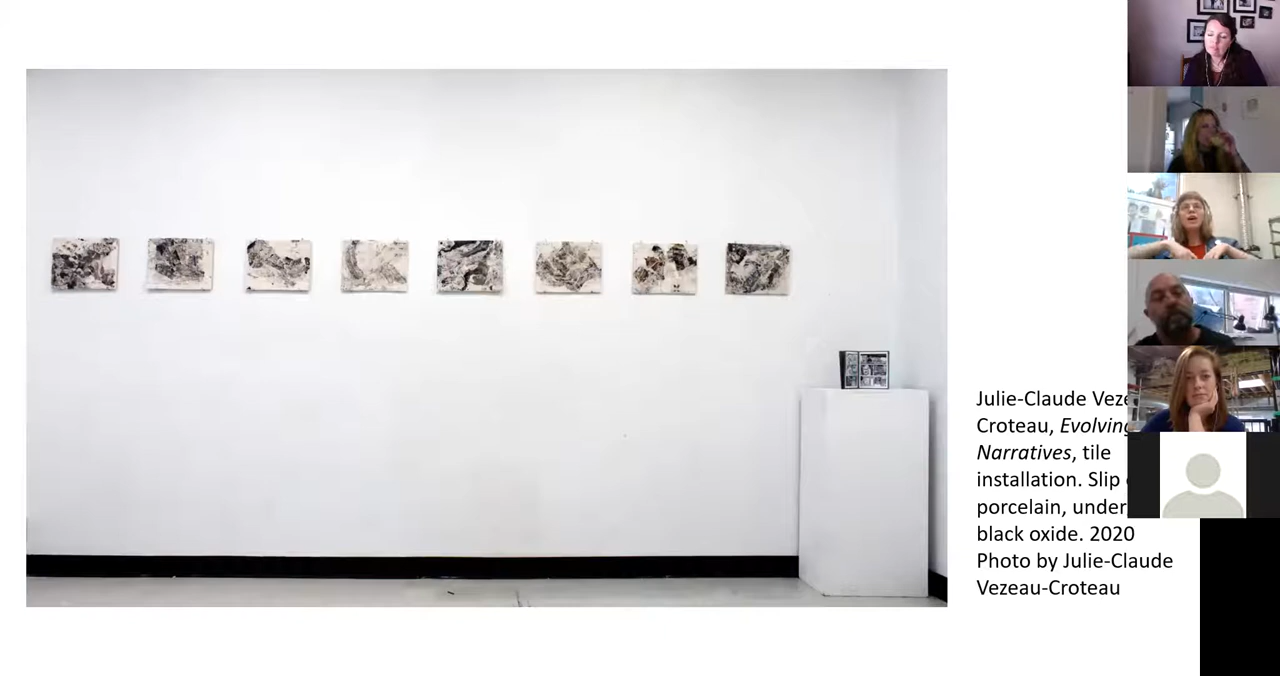 Julie-Claude
Croteau, Evolving
Narratives, tile
installation. Slip
porcelain,
black oxide. 2020
Photo by Julie-Claude
Vezeau-Croteau